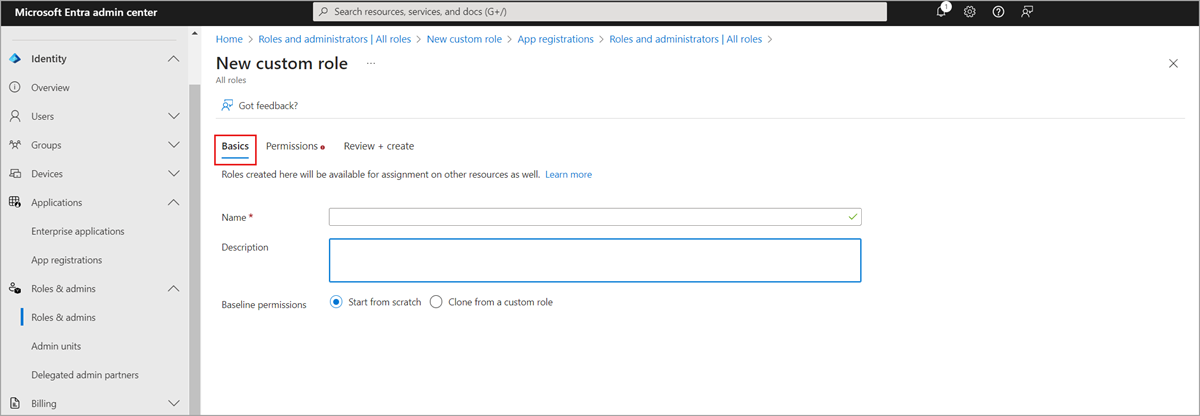 Microsoft Entra admin center
Search resources, services, and docs (G+/)
1
Identity
Overview
Users
Groups
Devices
Applications
Enterprise applications
App registrations
Roles & admins
Roles & admins
Admin units
Delegated admin partners
Billing
Home > Roles and administrators | All roles > New custom role > App registrations > Roles and administrators | All roles >
New custom role ...
All roles
Got feedback?
Basics Permissions Review + create
Roles created here will be available for assignment on other resources as well. Learn more
Name *
Description
Baseline permissions Start from scratch Clone from a custom role